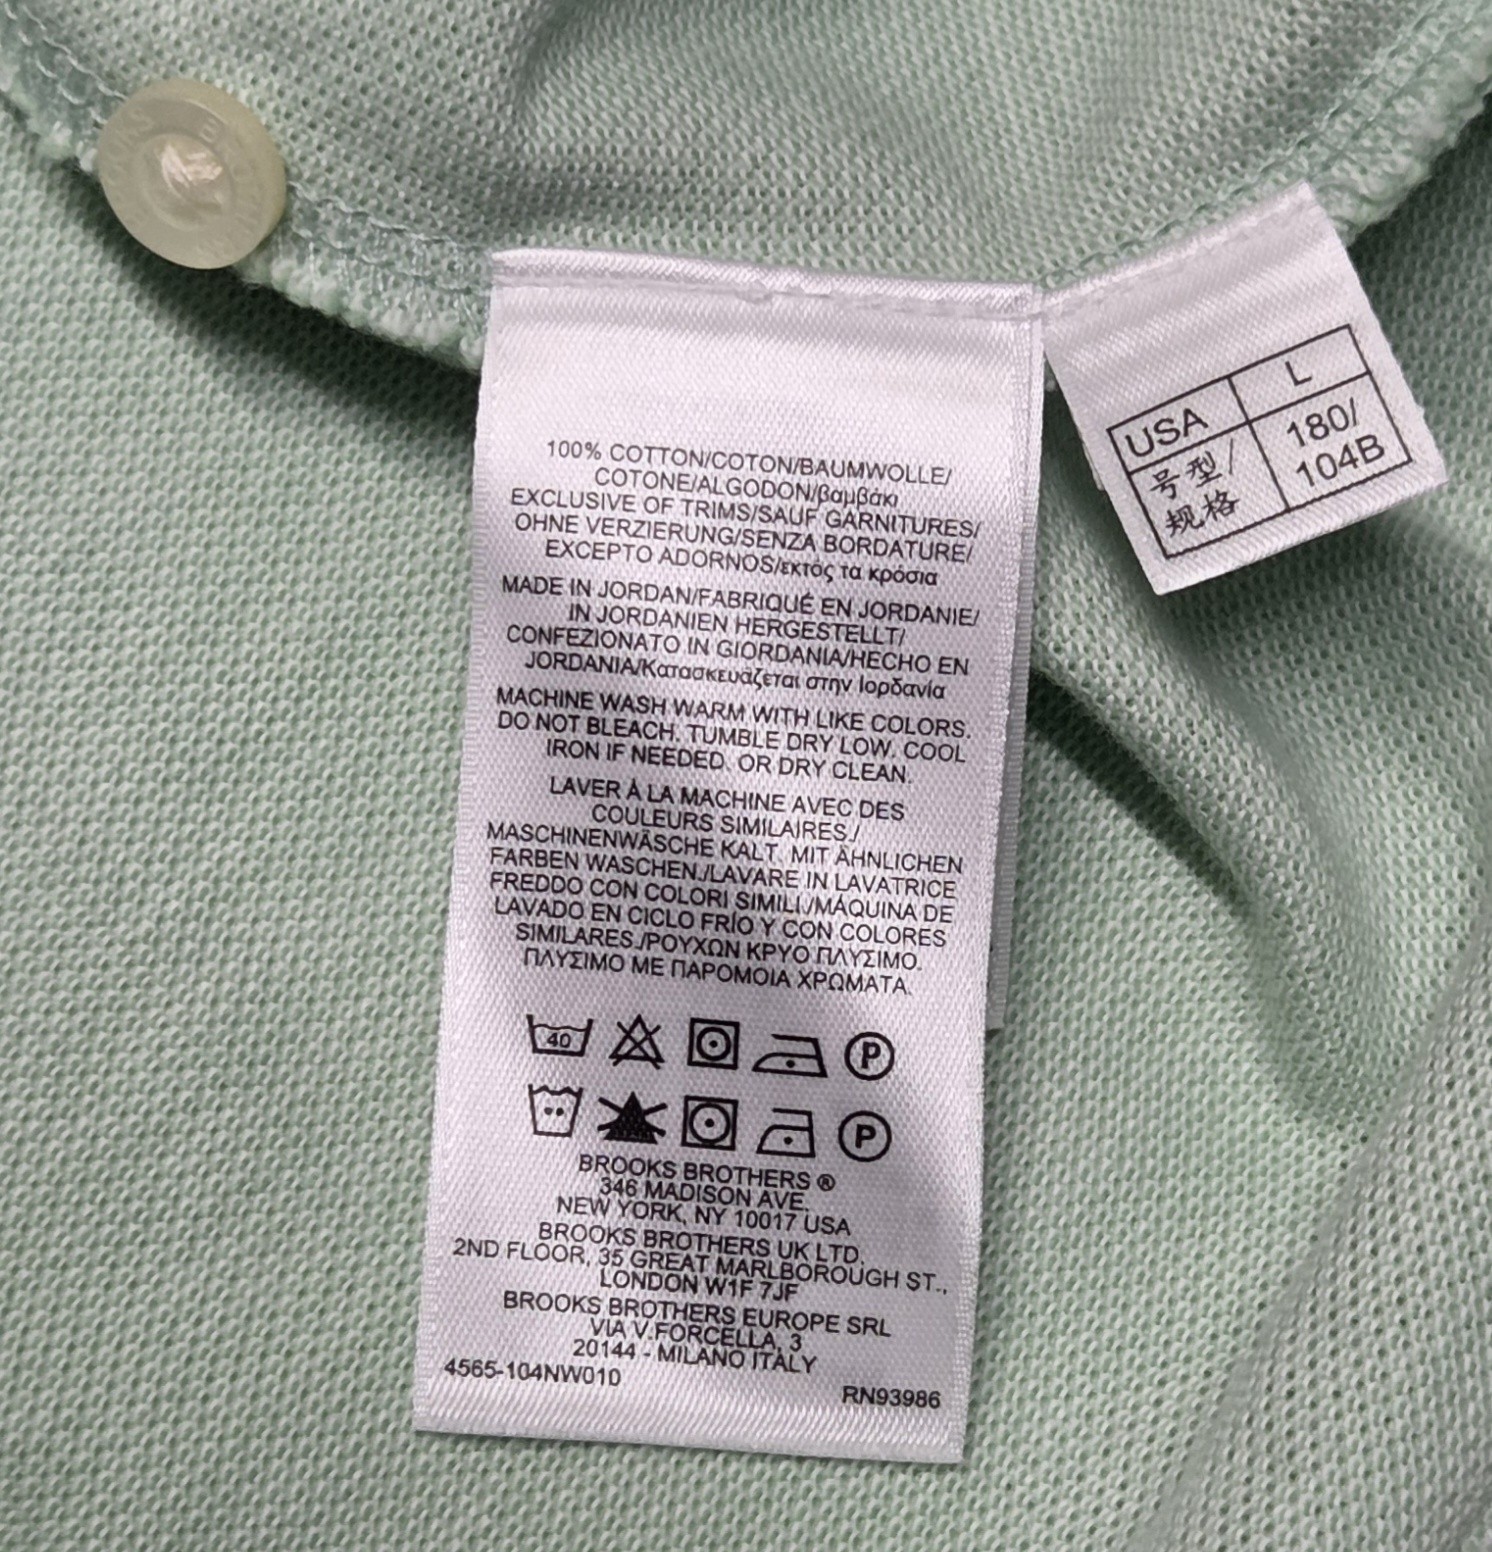 100% COTTON/COTON/BAUMWOLLE/
COTONE/ALGODON/βαμβάκι
EXCLUSIVE OF TRIMS/SAUF GARNITURES/
OHNE VERZIERUNG/SENZA BORDATURE/
EXCEPTO ADORNOS/εκτός τα κρόσια
MADE IN JORDAN/FABRIQUÉ EN JORDANIE/
IN JORDANIEN HERGESTELLT/
CONFEZIONATO IN GIORDANIA/HECHO EN
JORDANIA/Κατασκευάζεται στην Ιορδανία
MACHINE WASH WARM WITH LIKE COLORS.
DO NOT BLEACH. TUMBLE DRY LOW. COOL
IRON IF NEEDED. OR DRY CLEAN.
LAVER À LA MACHINE AVEC DES
COULEURS SIMILAIRES./
MASCHINENWÄSCHE KALT. MIT ÄHNLICHEN
FARBEN WASCHEN./LAVARE IN LAVATRICE
FREDDO CON COLORI SIMILI./MÁQUINA DE
LAVADO EN CICLO FRÍO Y CON COLORES
SIMILARES./ΡΟΥΧΩΝ ΚΡΥΟ ΠΛΥΣΙΜΟ.
ΠΛΥΣΙΜΟ ΜΕ ΠΑΡΟΜΟΙΑ ΧΡΩΜΑΤΑ.
40 P
P
BROOKS BROTHERS ®
346 MADISON AVE.
NEW YORK, NY 10017 USA
BROOKS BROTHERS UK LTD.
2ND FLOOR, 35 GREAT MARLBOROUGH ST.,
LONDON W1F 7JF
BROOKS BROTHERS EUROPE SRL
VIA V.FORCELLA, 3
20144 - MILANO ITALY
4565-104NW010 RN93986
USA L
号型/ 180/
规格 104B